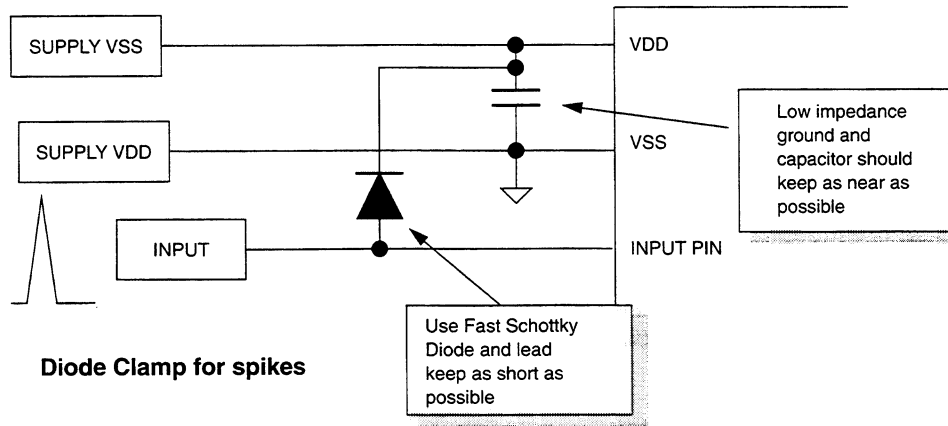 SUPPLY VSS
VDD
Low impedance
ground and
capacitor should
keep as near as
possible
SUPPLY VDD
VSS
INPUT
INPUT PIN
Use Fast Schottky
Diode and lead
keep as short as
possible
Diode Clamp for spikes